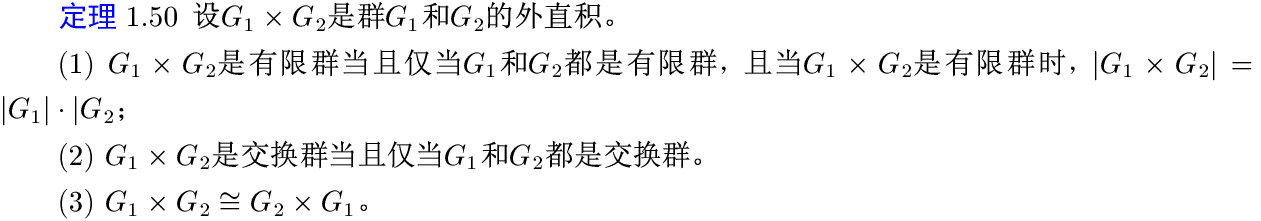 定理 1.50 设G₁ × G₂是群G₁和G₂的外直积。
(1) G₁ × G₂是有限群当且仅当G₁和G₂都是有限群，且当G₁ × G₂是有限群时，|G₁ × G₂| =
|G₁| · |G₂；
(2) G₁ × G₂是交换群当且仅当G₁和G₂都是交换群。
(3) G₁ × G₂ ≅ G₂ × G₁。